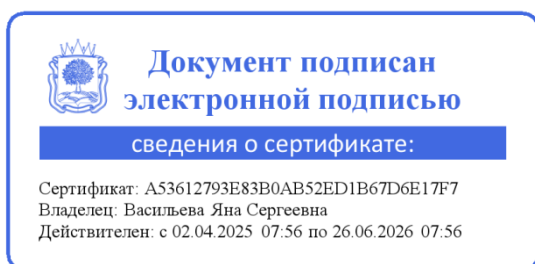 Документ подписан
электронной подписью
сведения о сертификате:
Сертификат: A53612793E83B0AB52ED1B67D6E17F7
Владелец: Васильева Яна Сергеевна
Действителен: с 02.04.2025 07:56 по 26.06.2026 07:56